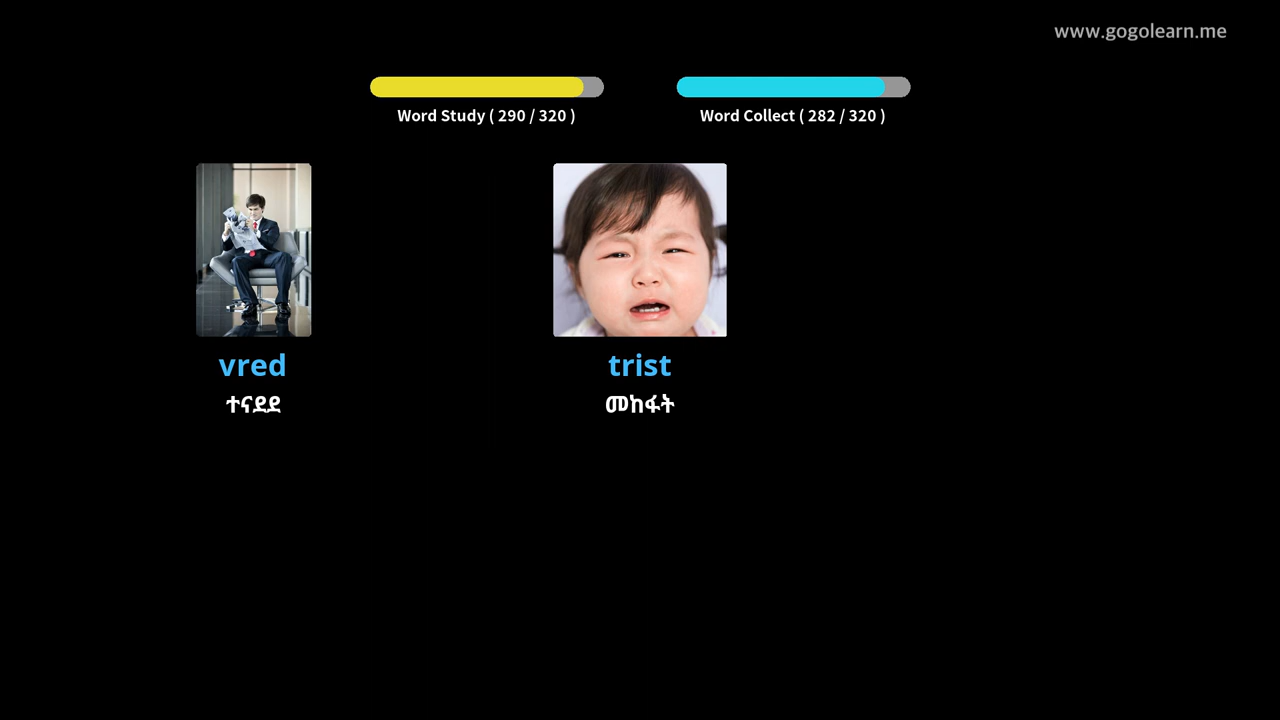 www.gogolearn.me
Word Study ( 290 / 320 )
Word Collect ( 282 / 320 )
vred
trist
ተናደደ
መከፋት